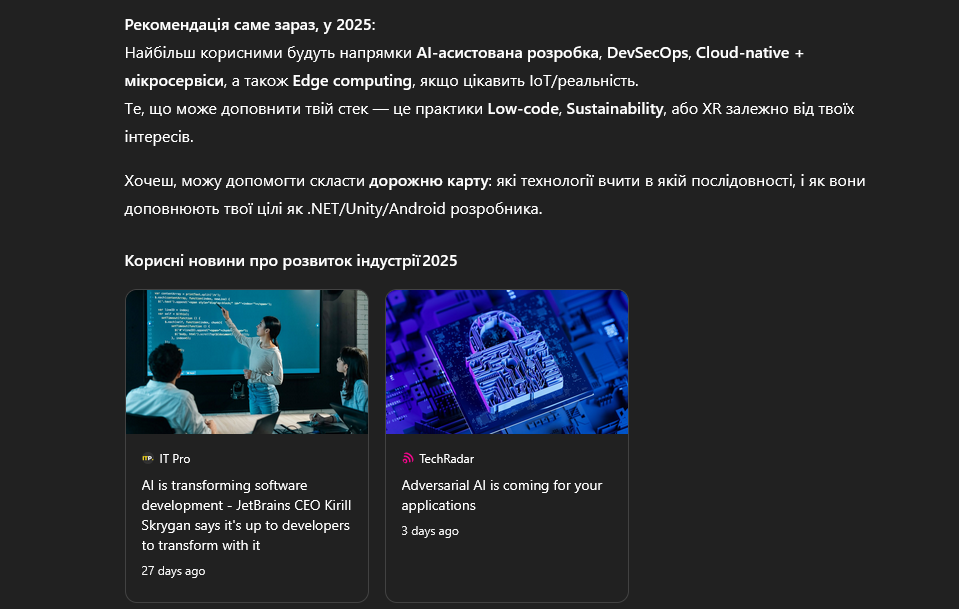 Рекомендація саме зараз, у 2025:
Найбільш корисними будуть напрямки AI-асистована розробка, DevSecOps, Cloud-native +
мікросервіси, а також Edge computing, якщо цікавить IoT/реальність.
Те, що може доповнити твій стек — це практики Low-code, Sustainability, або XR залежно від твоїх
інтересів.
Хочеш, можу допомогти скласти дорожню карту: які технології вчити в якій послідовності, і як вони
доповнюють твої цілі як .NET/Unity/Android розробника.
Корисні новини про розвиток індустрії 2025
ITP. IT Pro
AI is transforming software
development - JetBrains CEO Kirill
Skrygan says it's up to developers
to transform with it
27 days ago
TechRadar
Adversarial AI is coming for your
applications
3 days ago